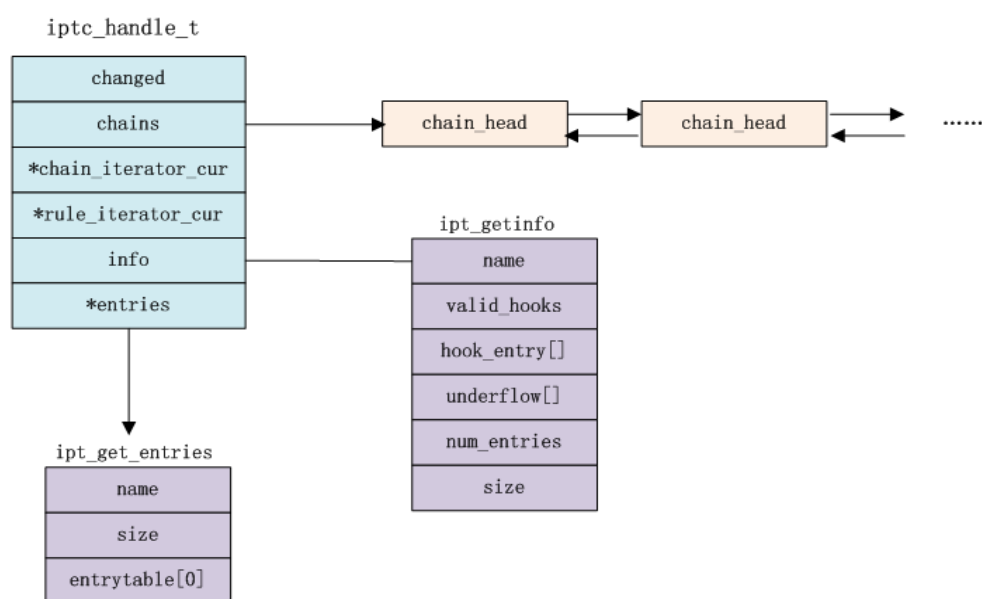 iptc_handle_t
changed
chains
*chain_iterator_cur
*rule_iterator_cur
info
*entries
chain_head
chain_head
......
ipt_getinfo
name
valid_hooks
hook_entry[]
underflow[]
num_entries
size
ipt_get_entries
name
size
entrytable[0]